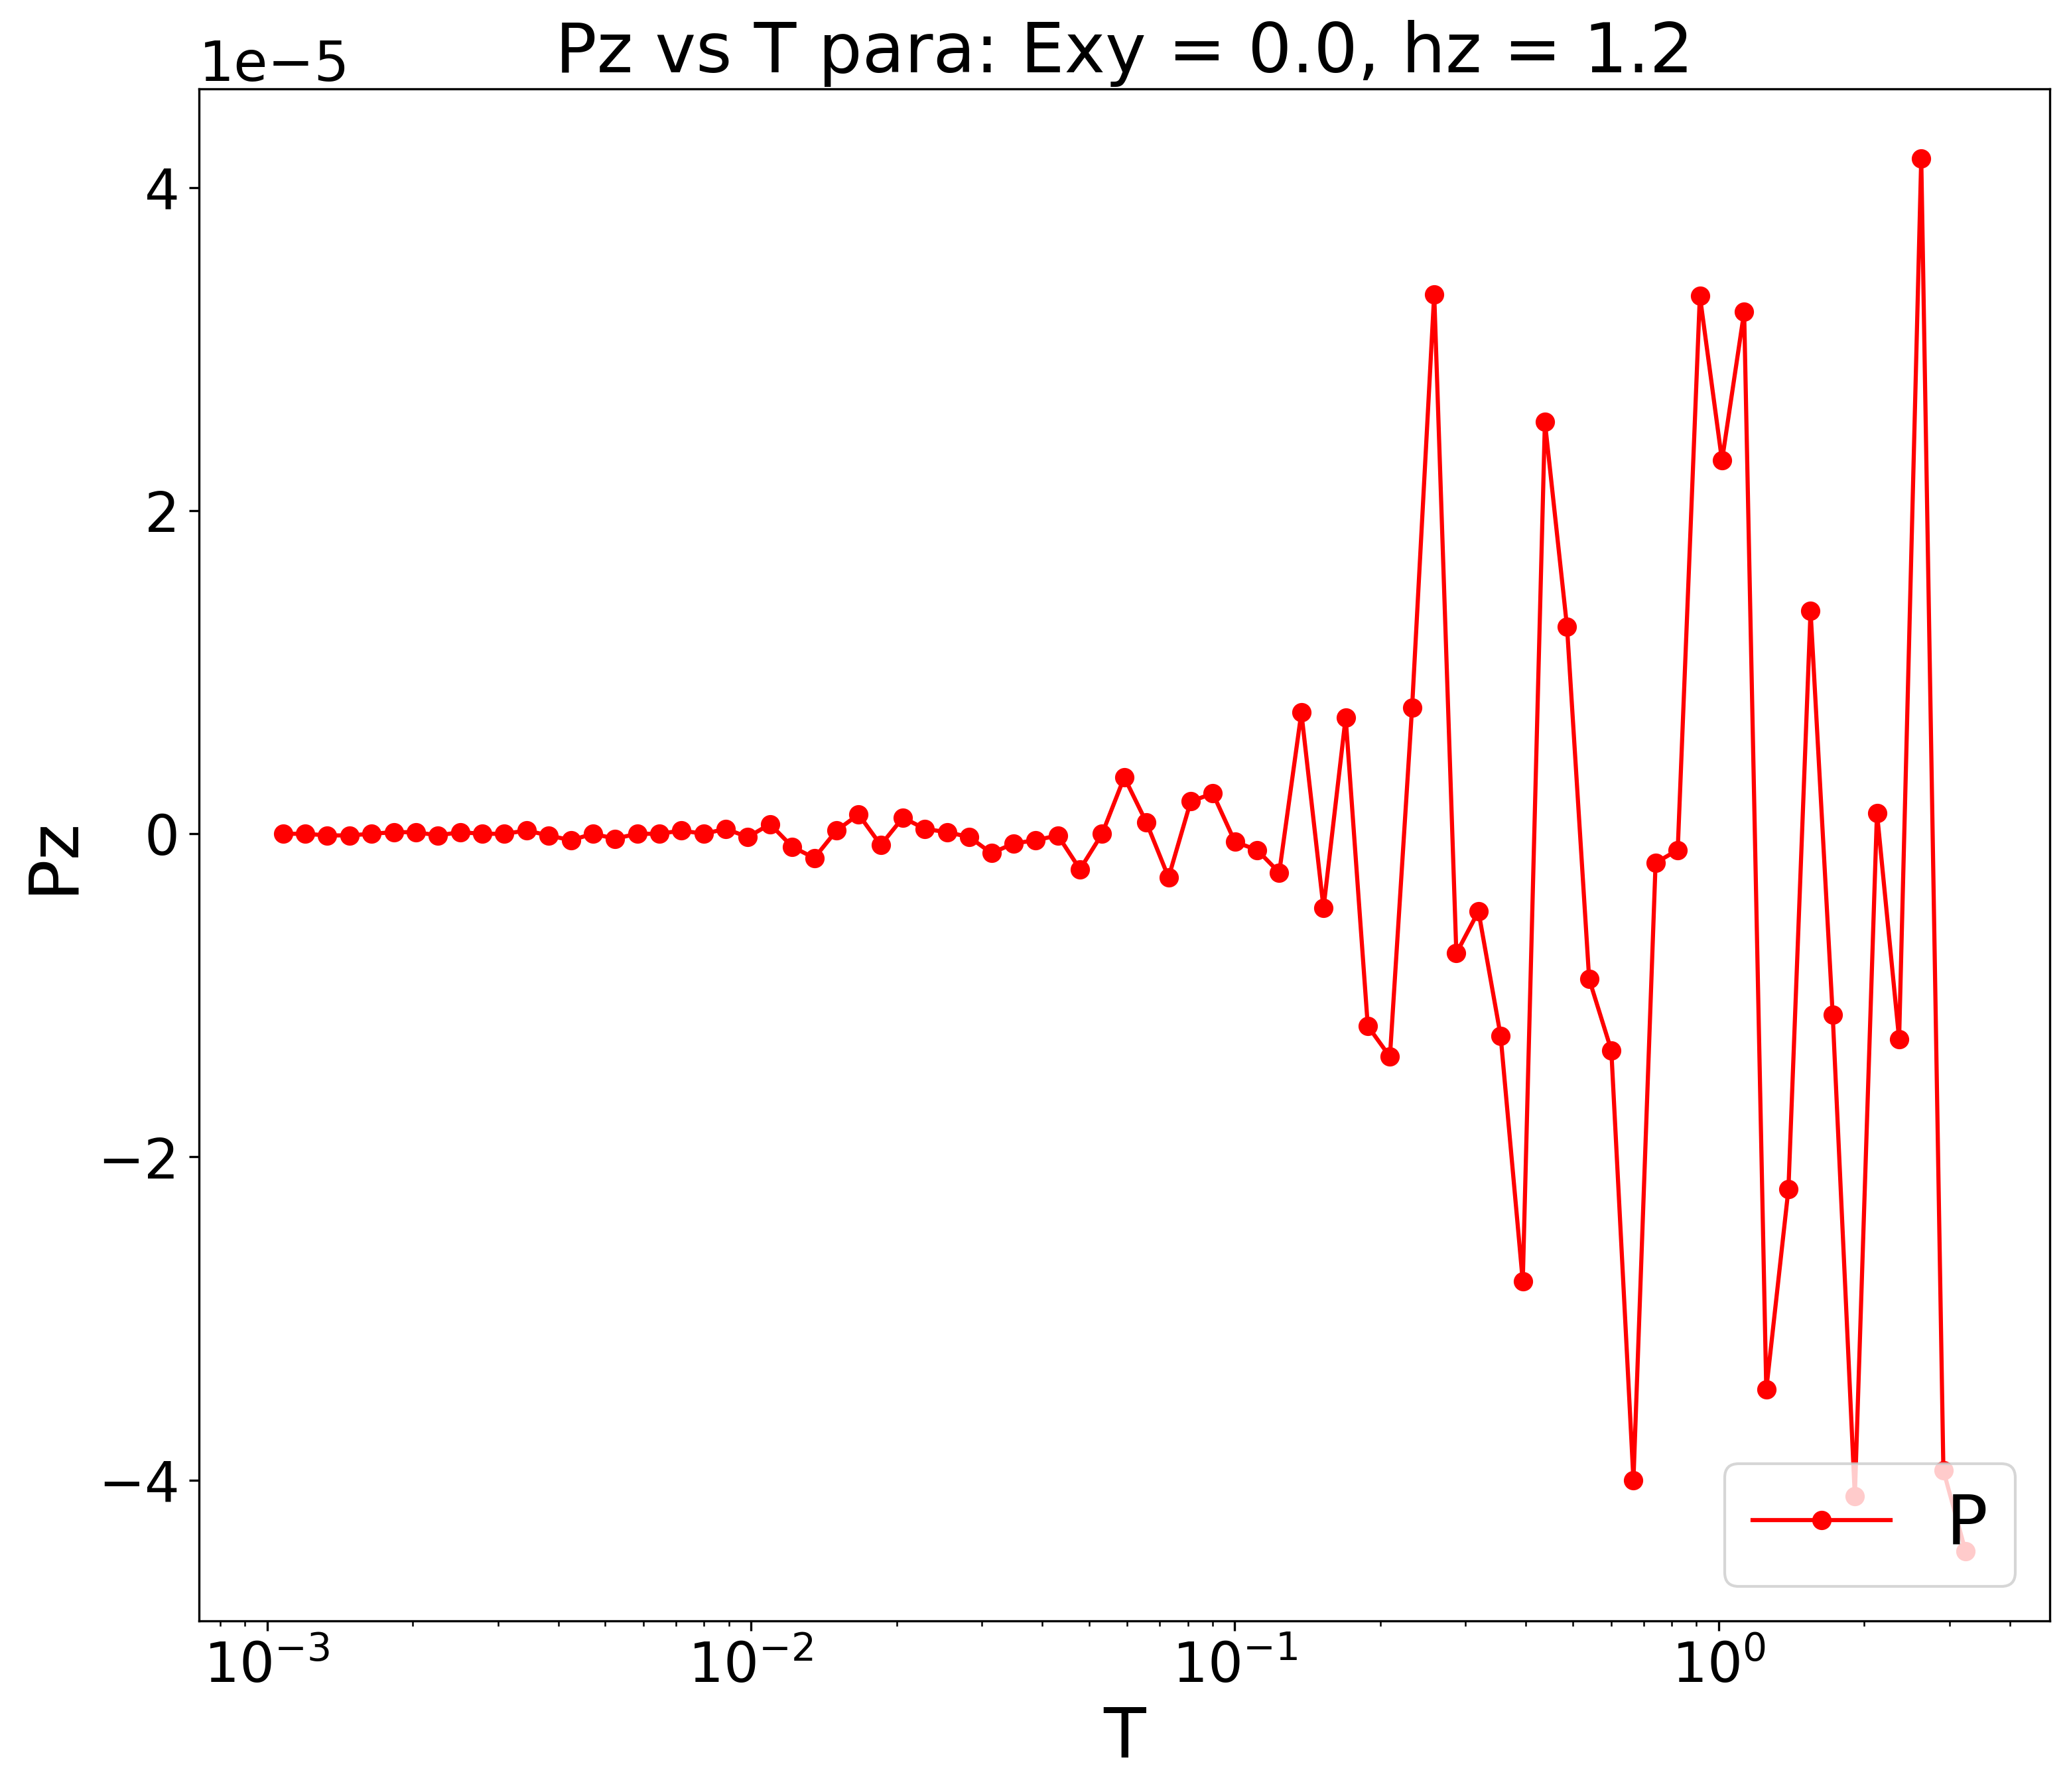 Pz vs T para: Exy = 0.0, hz = 1.2
1e−5
4
2
0
−2
−4
Pz
P
10⁻³ 10⁻² 10⁻¹ 10⁰
T